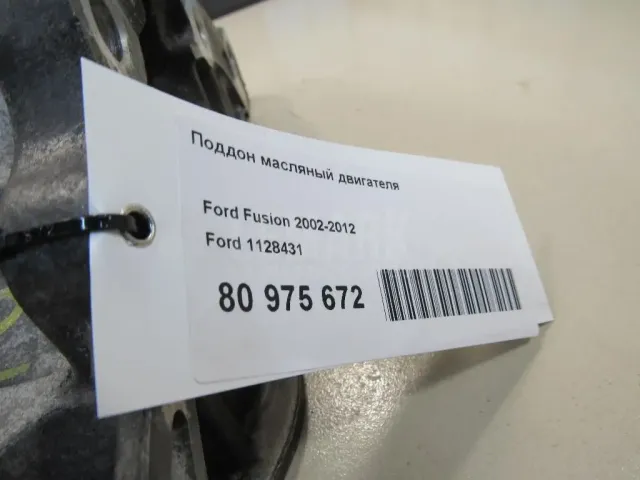 Поддон масляный двигателя
Ford Fusion 2002-2012
Ford 1128431
80 975 672